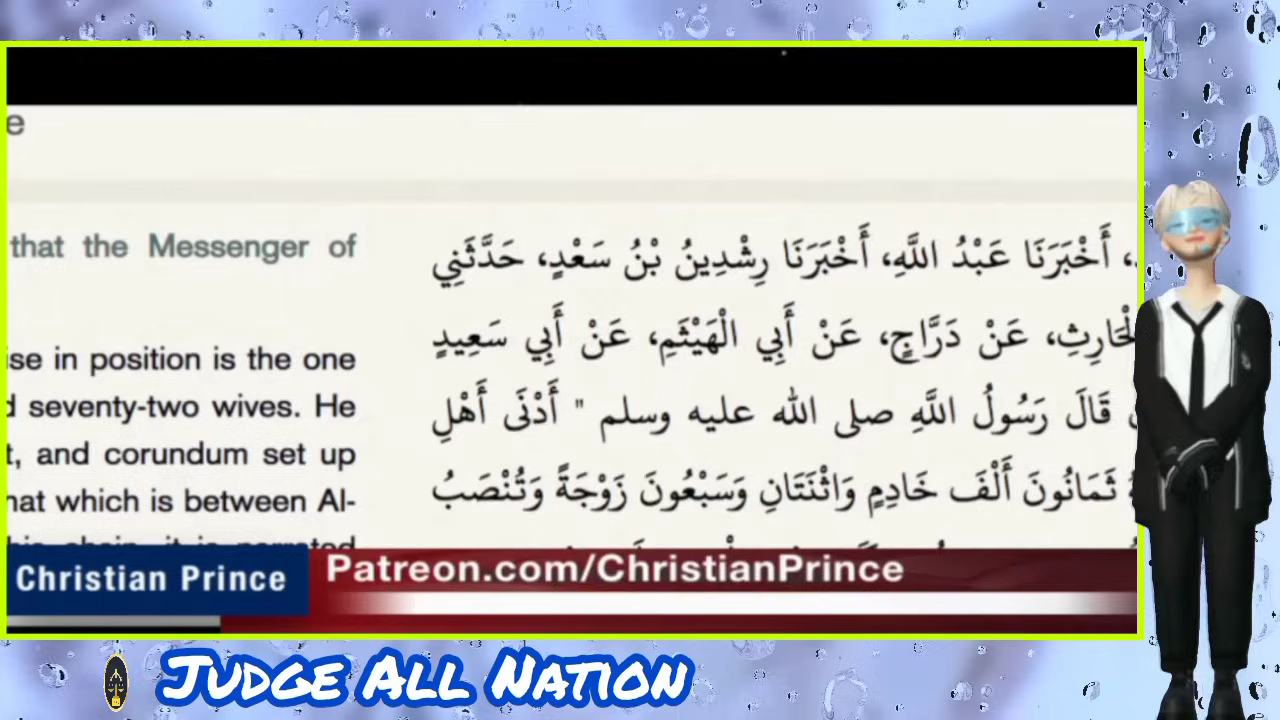 e
that the Messenger of
ise in position is the one
d seventy-two wives. He
t, and corundum set up
hat which is between Al-
أَخْبَرَنَا عَبْدُ اللَّهِ، أَخْبَرَنَا رِشْدِينُ بْنُ سَعْدٍ، حَدَّثَنِي
الْحَارِثِ، عَنْ دَرَّاجٍ، عَنْ أَبِي الْهَيْثَمِ، عَنْ أَبِي سَعِيدٍ
قَالَ رَسُولُ اللَّهِ صلى الله عليه وسلم " أَدْنَى أَهْلِ
ثَمَانُونَ أَلْفَ خَادِمٍ وَاثْنَتَانِ وَسَبْعُونَ زَوْجَةً وَتُنْصَبُ
Christian Prince
Patreon.com/ChristianPrince
Judge All Nation